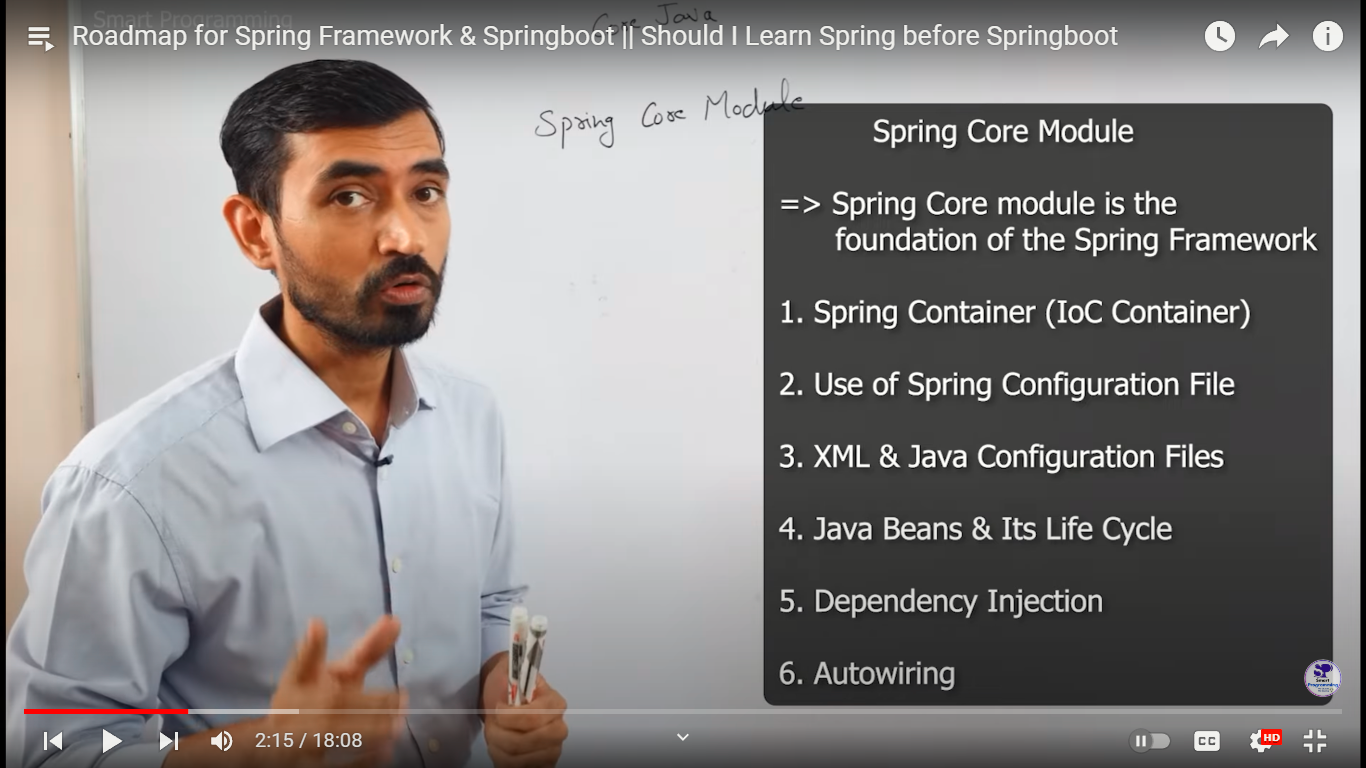 Smart Programming
Core Java
Roadmap for Spring Framework & Springboot || Should I Learn Spring before Springboot
Spring Core Module
Spring Core Module
=> Spring Core module is the
foundation of the Spring Framework
1. Spring Container (IoC Container)
2. Use of Spring Configuration File
3. XML & Java Configuration Files
4. Java Beans & Its Life Cycle
5. Dependency Injection
6. Autowiring
Smart
Programming
2:15 / 18:08
CC
HD